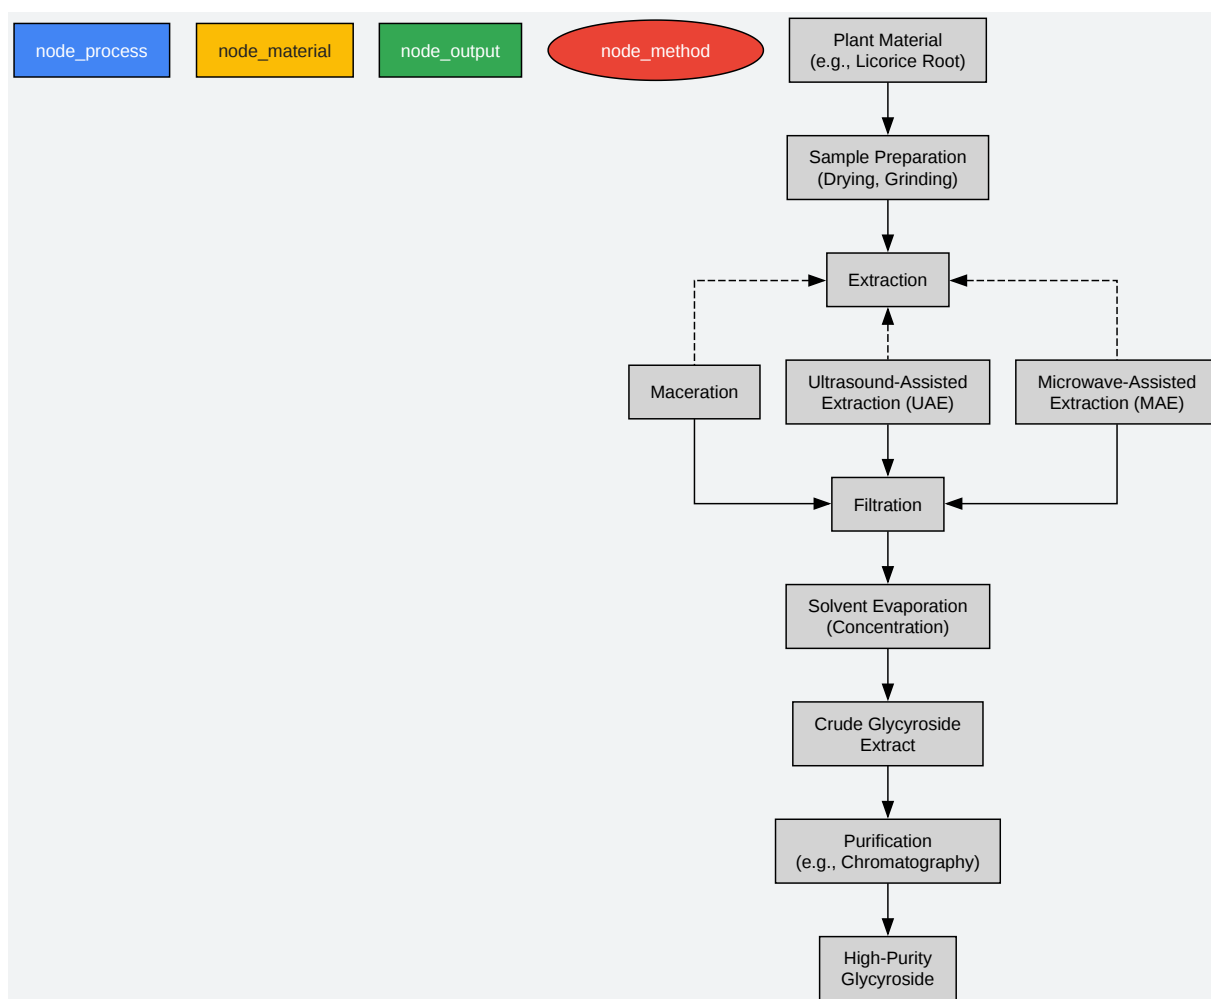 node_process
node_material
node_output
node_method
Plant Material
(e.g., Licorice Root)
Sample Preparation
(Drying, Grinding)
Extraction
Maceration
Ultrasound-Assisted
Extraction (UAE)
Microwave-Assisted
Extraction (MAE)
Filtration
Solvent Evaporation
(Concentration)
Crude Glycyroside
Extract
Purification
(e.g., Chromatography)
High-Purity
Glycyroside